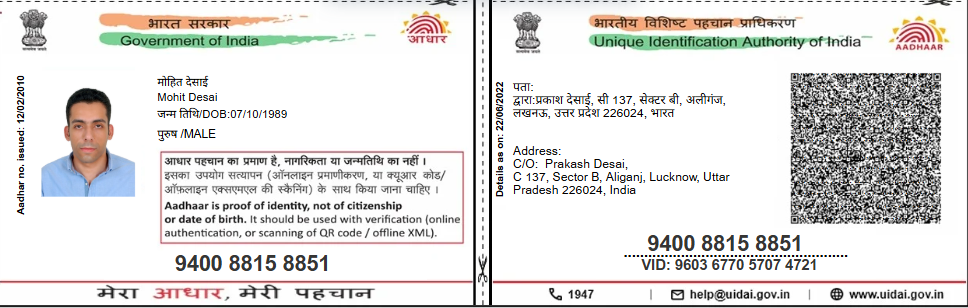 भारत सरकार
Government of India
आधार
Aadhar no. issued: 12/02/2010
मोहित देसाई
Mohit Desai
जन्म तिथि/DOB:07/10/1989
पुरुष /MALE
आधार पहचान का प्रमाण है, नागरिकता या जन्मतिथि का नहीं ।
इसका उपयोग सत्यापन (ऑनलाइन प्रमाणीकरण, या क्यूआर कोड/
ऑफ़लाइन एक्सएमएल की स्कैनिंग) के साथ किया जाना चाहिए ।
Aadhaar is proof of identity, not of citizenship
or date of birth. It should be used with verification (online
authentication, or scanning of QR code / offline XML).
9400 8815 8851
मेरा आधार, मेरी पहचान
भारतीय विशिष्ट पहचान प्राधिकरण
Unique Identification Authority of India
AADHAAR
Details as on: 22/06/2022
पता:
द्वारा:प्रकाश देसाई, सी 137, सेक्टर बी, अलीगंज,
लखनऊ, उत्तर प्रदेश 226024, भारत
Address:
C/O: Prakash Desai,
C 137, Sector B, Aliganj, Lucknow, Uttar
Pradesh 226024, India
9400 8815 8851
VID: 9603 6770 5707 4721
1947 | help@uidai.gov.in | www.uidai.gov.in